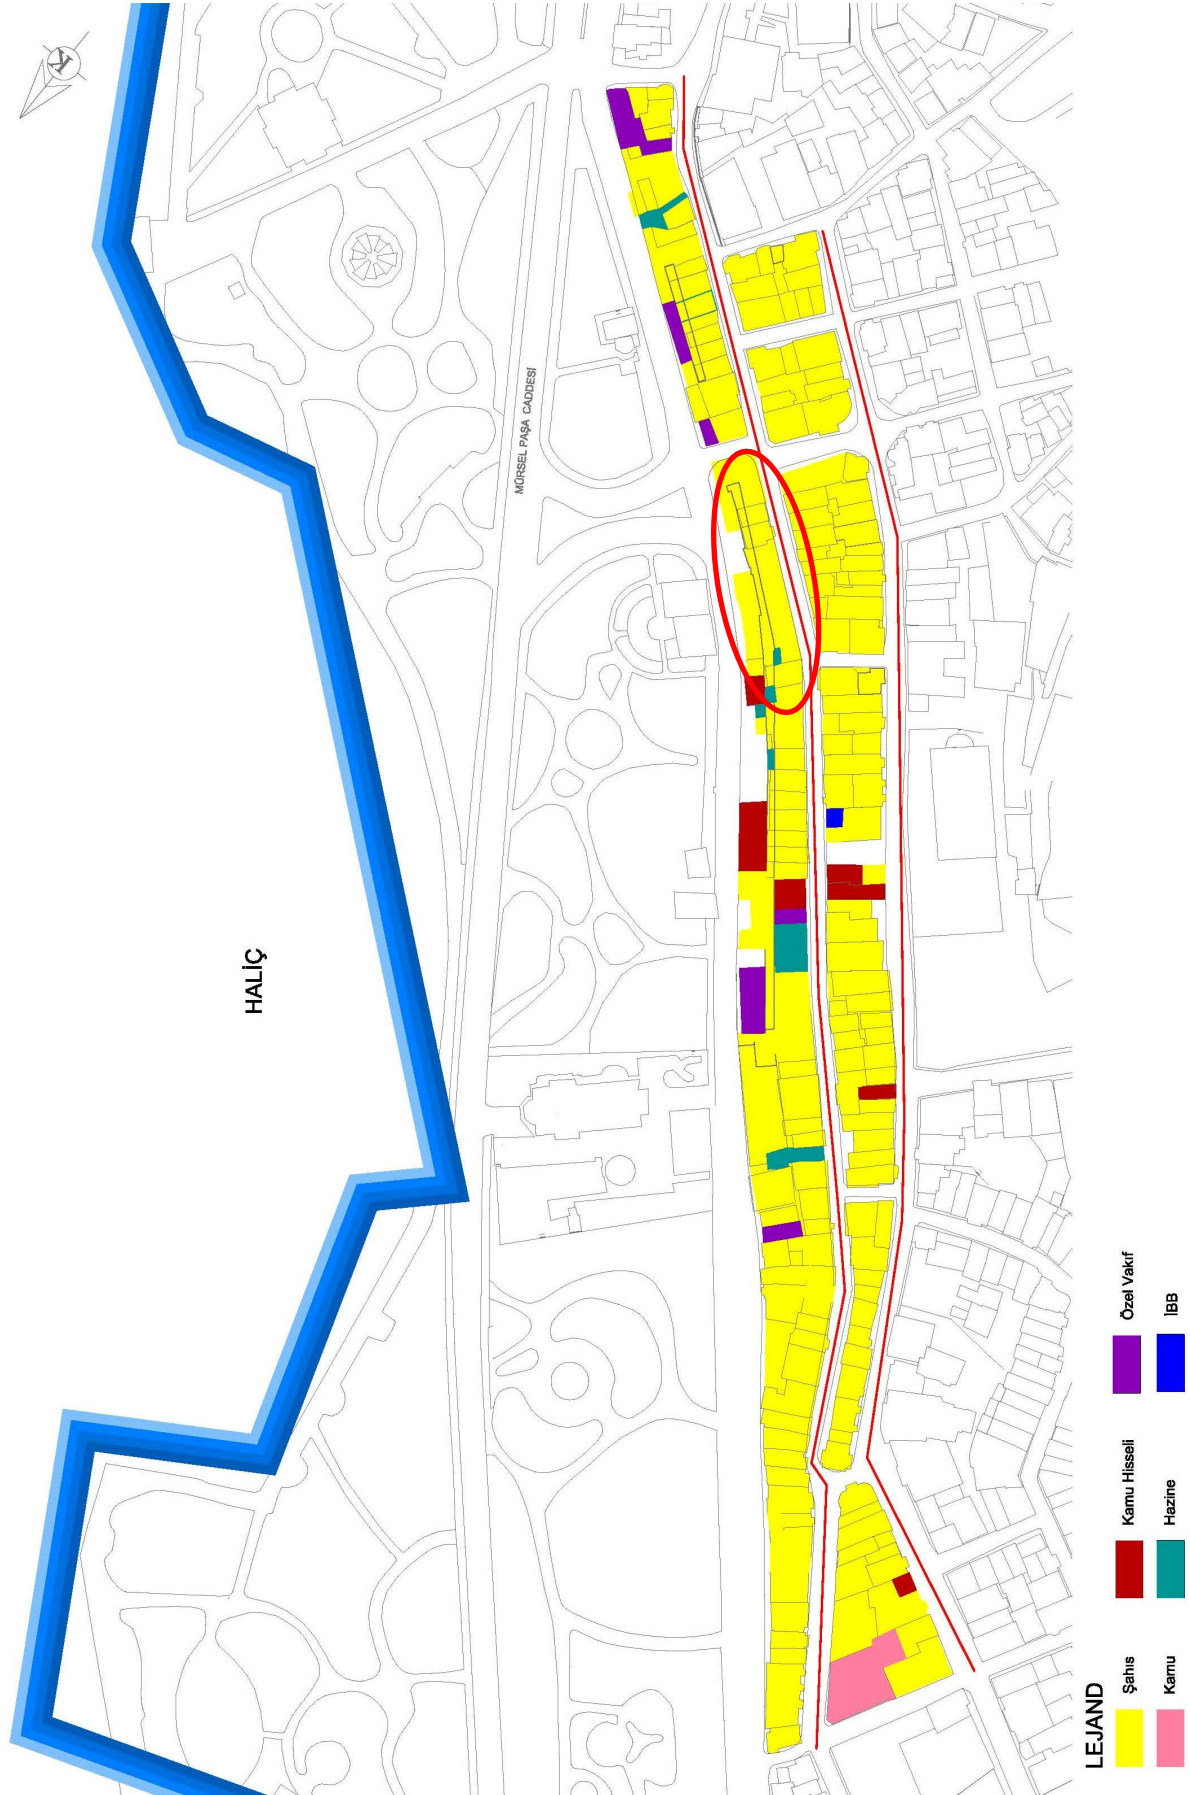 K
MÜRSEL PAŞA CADDESİ
HALİÇ
LEJAND
Şahıs
Kamu Hisseli
Özel Vakıf
Kamu
Hazine
İBB